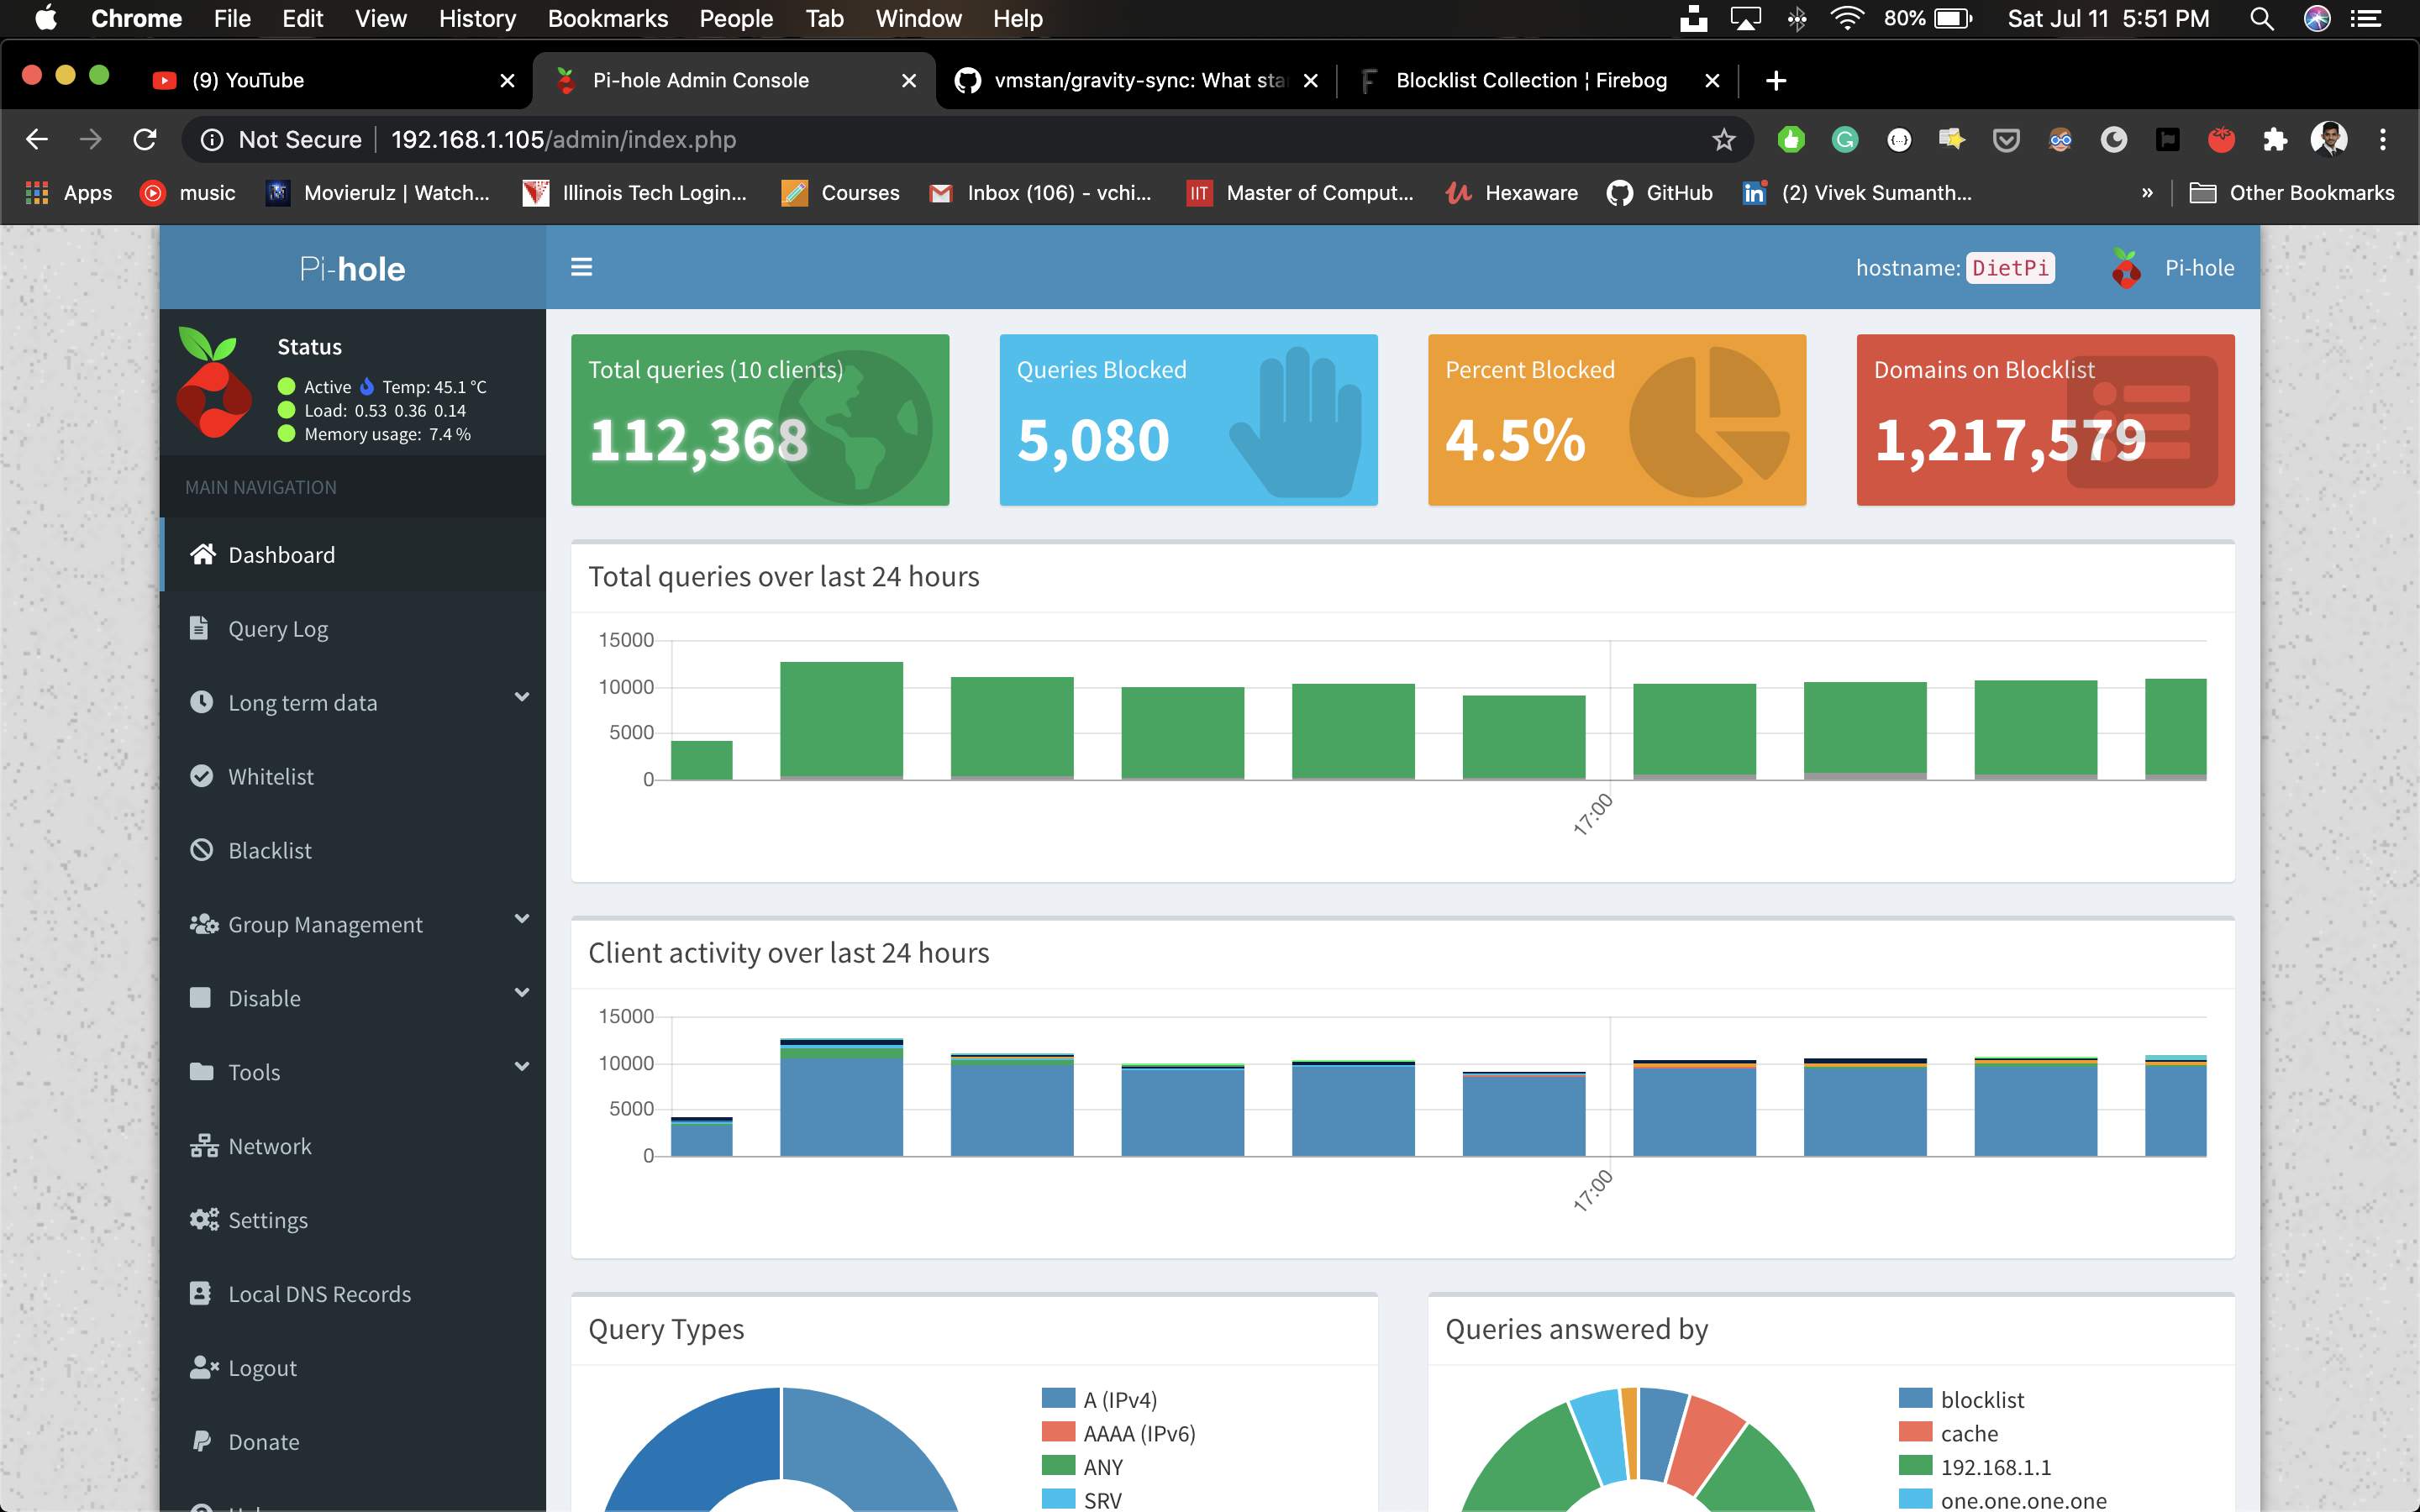 Chrome File Edit View History Bookmarks People Tab Window Help 80% Sat Jul 11 5:51 PM
(9) YouTube Pi-hole Admin Console vmstan/gravity-sync: What sta Blocklist Collection ¦ Firebog
Not Secure 192.168.1.105/admin/index.php
Apps music Movierulz | Watch... Illinois Tech Login... Courses Inbox (106) - vchi... IIT Master of Comput... Hexaware GitHub in (2) Vivek Sumanth... » Other Bookmarks
Pi-hole
hostname: DietPi Pi-hole
Status
Active Temp: 45.1 °C
Load: 0.53 0.36 0.14
Memory usage: 7.4 %
MAIN NAVIGATION
Dashboard
Query Log
Long term data
Whitelist
Blacklist
Group Management
Disable
Tools
Network
Settings
Local DNS Records
Logout
Donate
Total queries (10 clients)
112,368
Queries Blocked
5,080
Percent Blocked
4.5%
Domains on Blocklist
1,217,579
Total queries over last 24 hours
15000
10000
5000
0
17:00
Client activity over last 24 hours
15000
10000
5000
0
17:00
Query Types
A (IPv4)
AAAA (IPv6)
ANY
SRV
Queries answered by
blocklist
cache
192.168.1.1
one.one.one.one